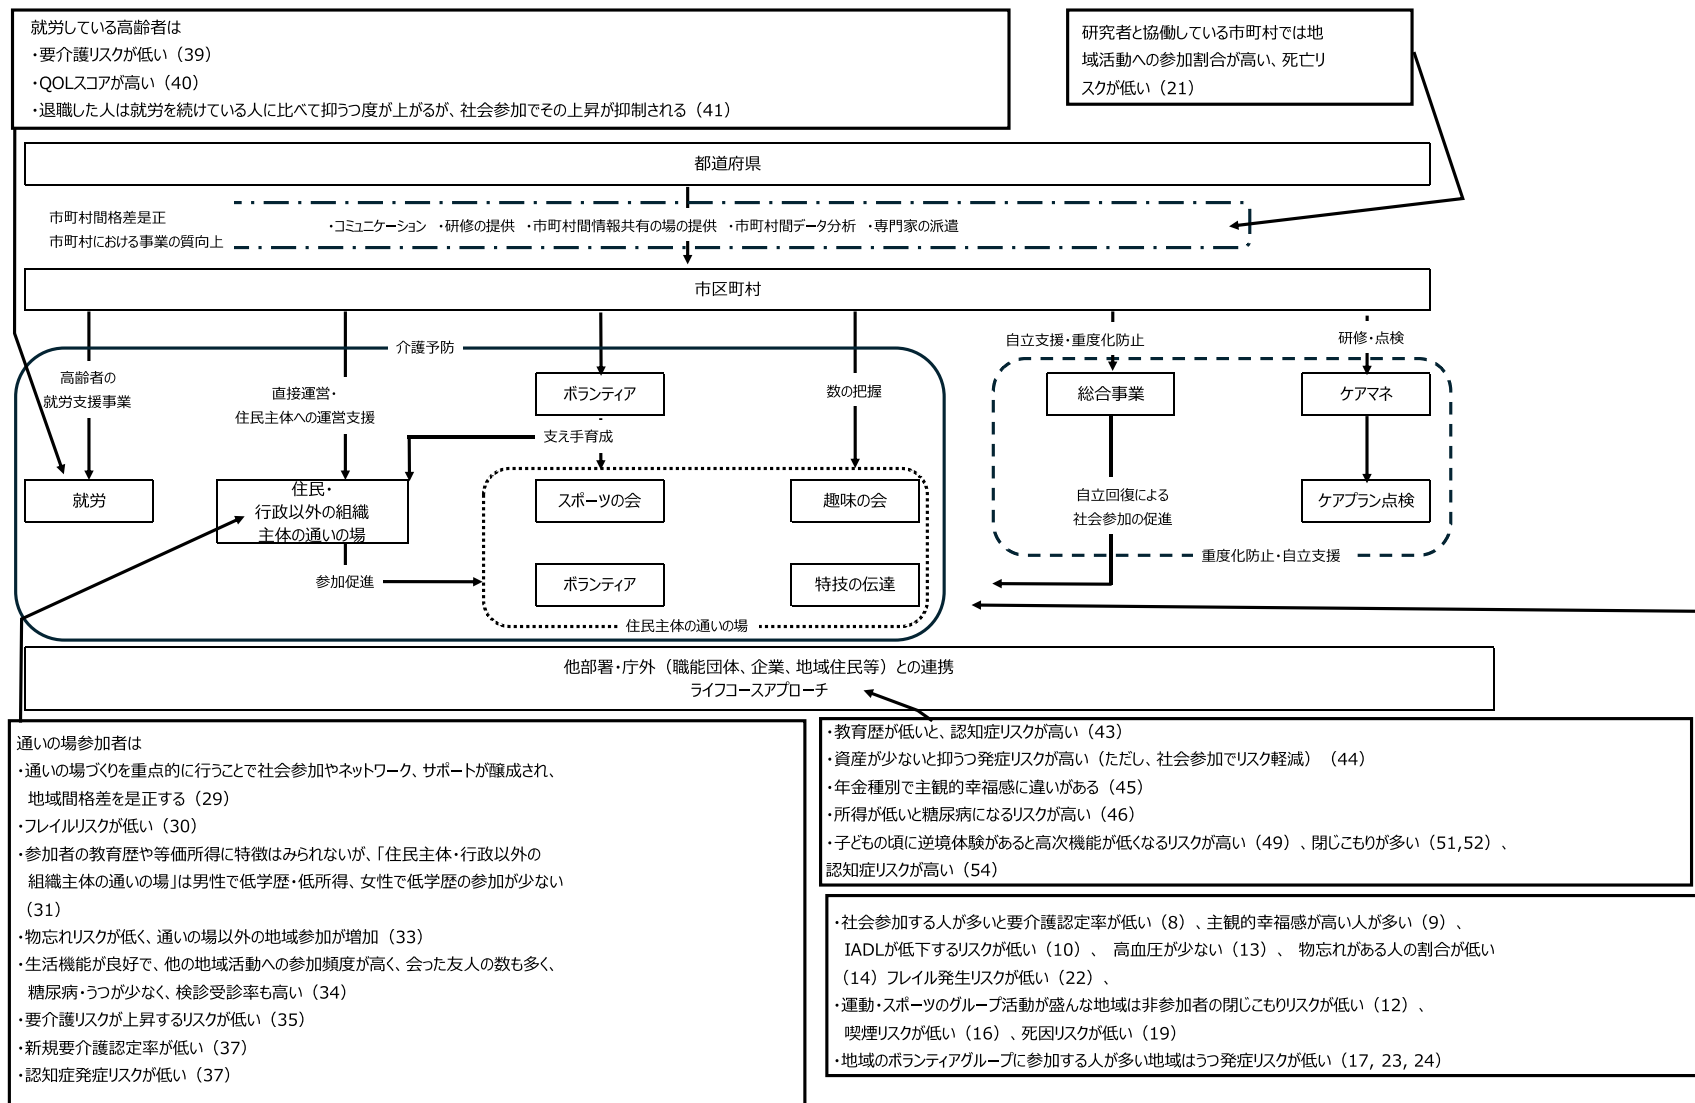 就労している高齢者は
・要介護リスクが低い（39）
・QOLスコアが高い（40）
・退職した人は就労を続けている人に比べて抑うつ度が上がるが、社会参加でその上昇が抑制される（41）
研究者と協働している市町村では地
域活動への参加割合が高い、死亡リ
スクが低い（21）
都道府県
市町村間格差是正
市町村における事業の質向上
・コミュニケーション ・研修の提供 ・市町村間情報共有の場の提供 ・市町村間データ分析 ・専門家の派遣
市区町村
介護予防
自立支援・重度化防止
研修・点検
高齢者の
就労支援事業
直接運営・
住民主体への運営支援
ボランティア
数の把握
総合事業
ケアマネ
支え手育成
就労
住民・
行政以外の組織
主体の通いの場
スポーツの会
趣味の会
自立回復による
社会参加の促進
ケアプラン点検
重度化防止・自立支援
参加促進
ボランティア
特技の伝達
住民主体の通いの場
他部署・庁外（職能団体、企業、地域住民等）との連携
ライフコースアプローチ
通いの場参加者は
・通いの場づくりを重点的に行うことで社会参加やネットワーク、サポートが醸成され、
地域間格差を是正する（29）
・フレイルリスクが低い（30）
・参加者の教育歴や等価所得に特徴はみられないが、「住民主体・行政以外の
組織主体の通いの場」は男性で低学歴・低所得、女性で低学歴の参加が少ない
（31）
・物忘れリスクが低く、通いの場以外の地域参加が増加（33）
・生活機能が良好で、他の地域活動への参加頻度が高く、会った友人の数も多く、
糖尿病・うつが少なく、検診受診率も高い（34）
・要介護リスクが上昇するリスクが低い（35）
・新規要介護認定率が低い（37）
・認知症発症リスクが低い（37）
・教育歴が低いと、認知症リスクが高い（43）
・資産が少ないと抑うつ発症リスクが高い（ただし、社会参加でリスク軽減）（44）
・年金種別で主観的幸福感に違いがある（45）
・所得が低いと糖尿病になるリスクが高い（46）
・子どもの頃に逆境体験があると高次機能が低くなるリスクが高い（49）、閉じこもりが多い（51,52）、
認知症リスクが高い（54）
・社会参加する人が多いと要介護認定率が低い（8）、主観的幸福感が高い人が多い（9）、
IADLが低下するリスクが低い（10）、 高血圧が少ない（13）、 物忘れがある人の割合が低い
（14）フレイル発生リスクが低い（22）、
・運動・スポーツのグループ活動が盛んな地域は非参加者の閉じこもりリスクが低い（12）、
喫煙リスクが低い（16）、死因リスクが低い（19）
・地域のボランティアグループに参加する人が多い地域はうつ発症リスクが低い（17, 23, 24）